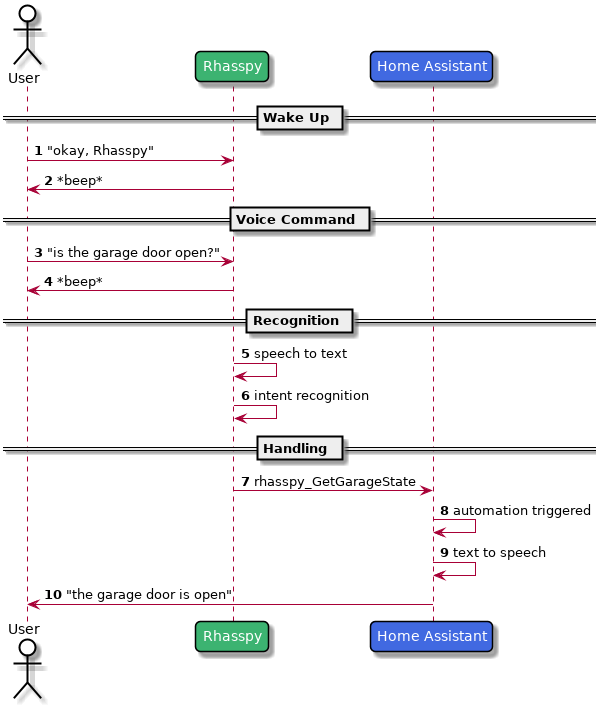 User
Rhasspy
Home Assistant
Wake Up
1 "okay, Rhasspy"
2 *beep*
Voice Command
3 "is the garage door open?"
4 *beep*
Recognition
5 speech to text
6 intent recognition
Handling
7 rhasspy_GetGarageState
8 automation triggered
9 text to speech
10 "the garage door is open"
User
Rhasspy
Home Assistant